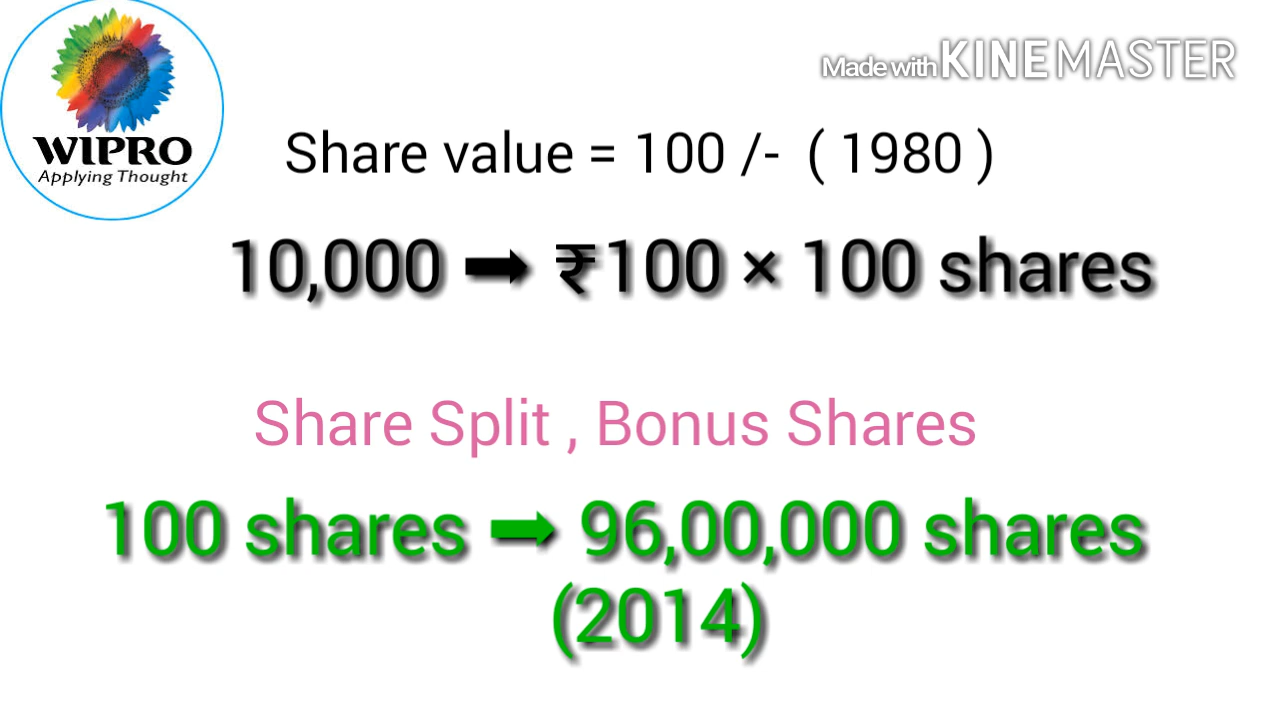 Made with KINEMASTER
WIPRO
Applying Thought
Share value = 100 /- ( 1980 )
10,000 ➡ ₹100 × 100 shares
Share Split , Bonus Shares
100 shares ➡ 96,00,000 shares
(2014)